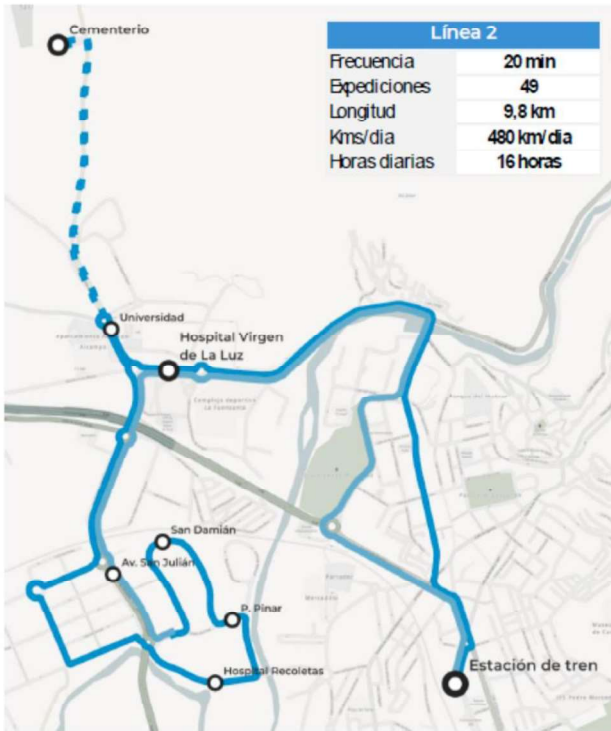 Cementerio
Línea 2
Frecuencia 20 min
Expediciones 49
Longitud 9,8 km
Kms/dia 480 km/dia
Horas diarias 16 horas
Universidad
Hospital Virgen
de La Luz
San Damián
Av. San Julián
P. Pinar
Hospital Recoletas
Estación de tren